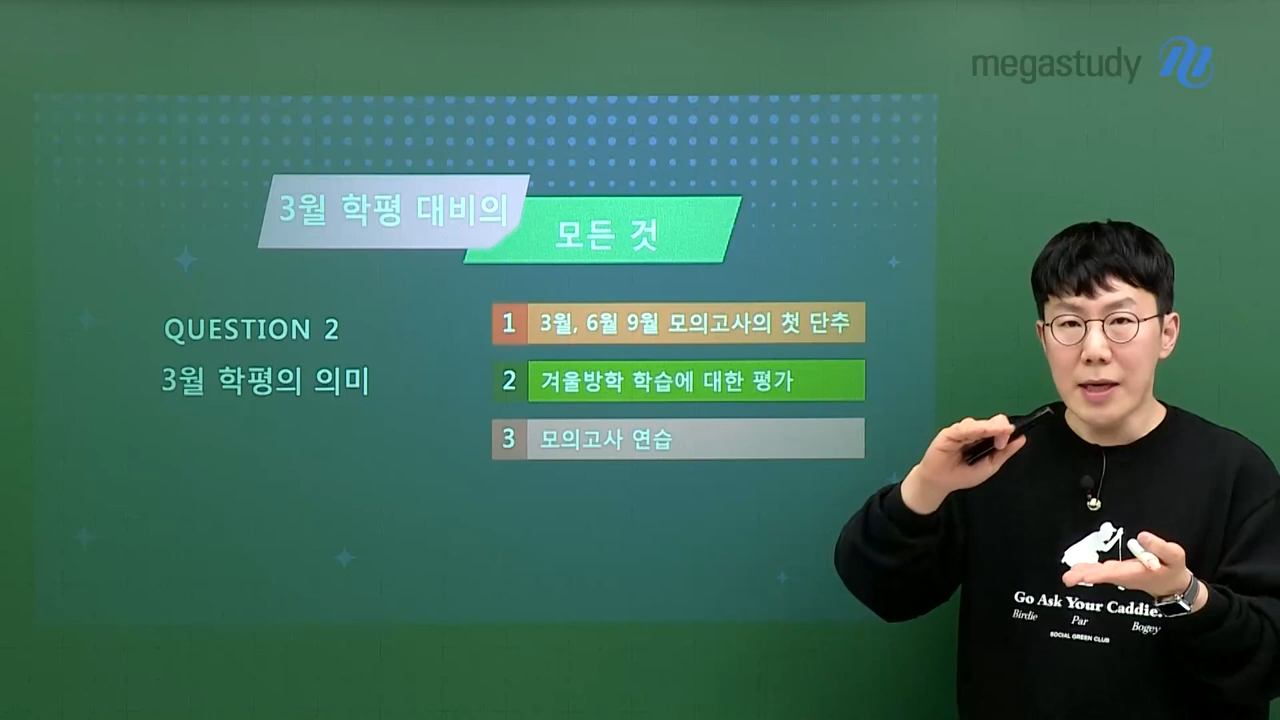 megastudy
3월 학평 대비의
모든 것
QUESTION 2
3월 학평의 의미
1 3월, 6월 9월 모의고사의 첫 단추
2 겨울방학 학습에 대한 평가
3 모의고사 연습
Go Ask Your Caddie.
Birdie Par Bogey
SOCIAL GREEN CLUB